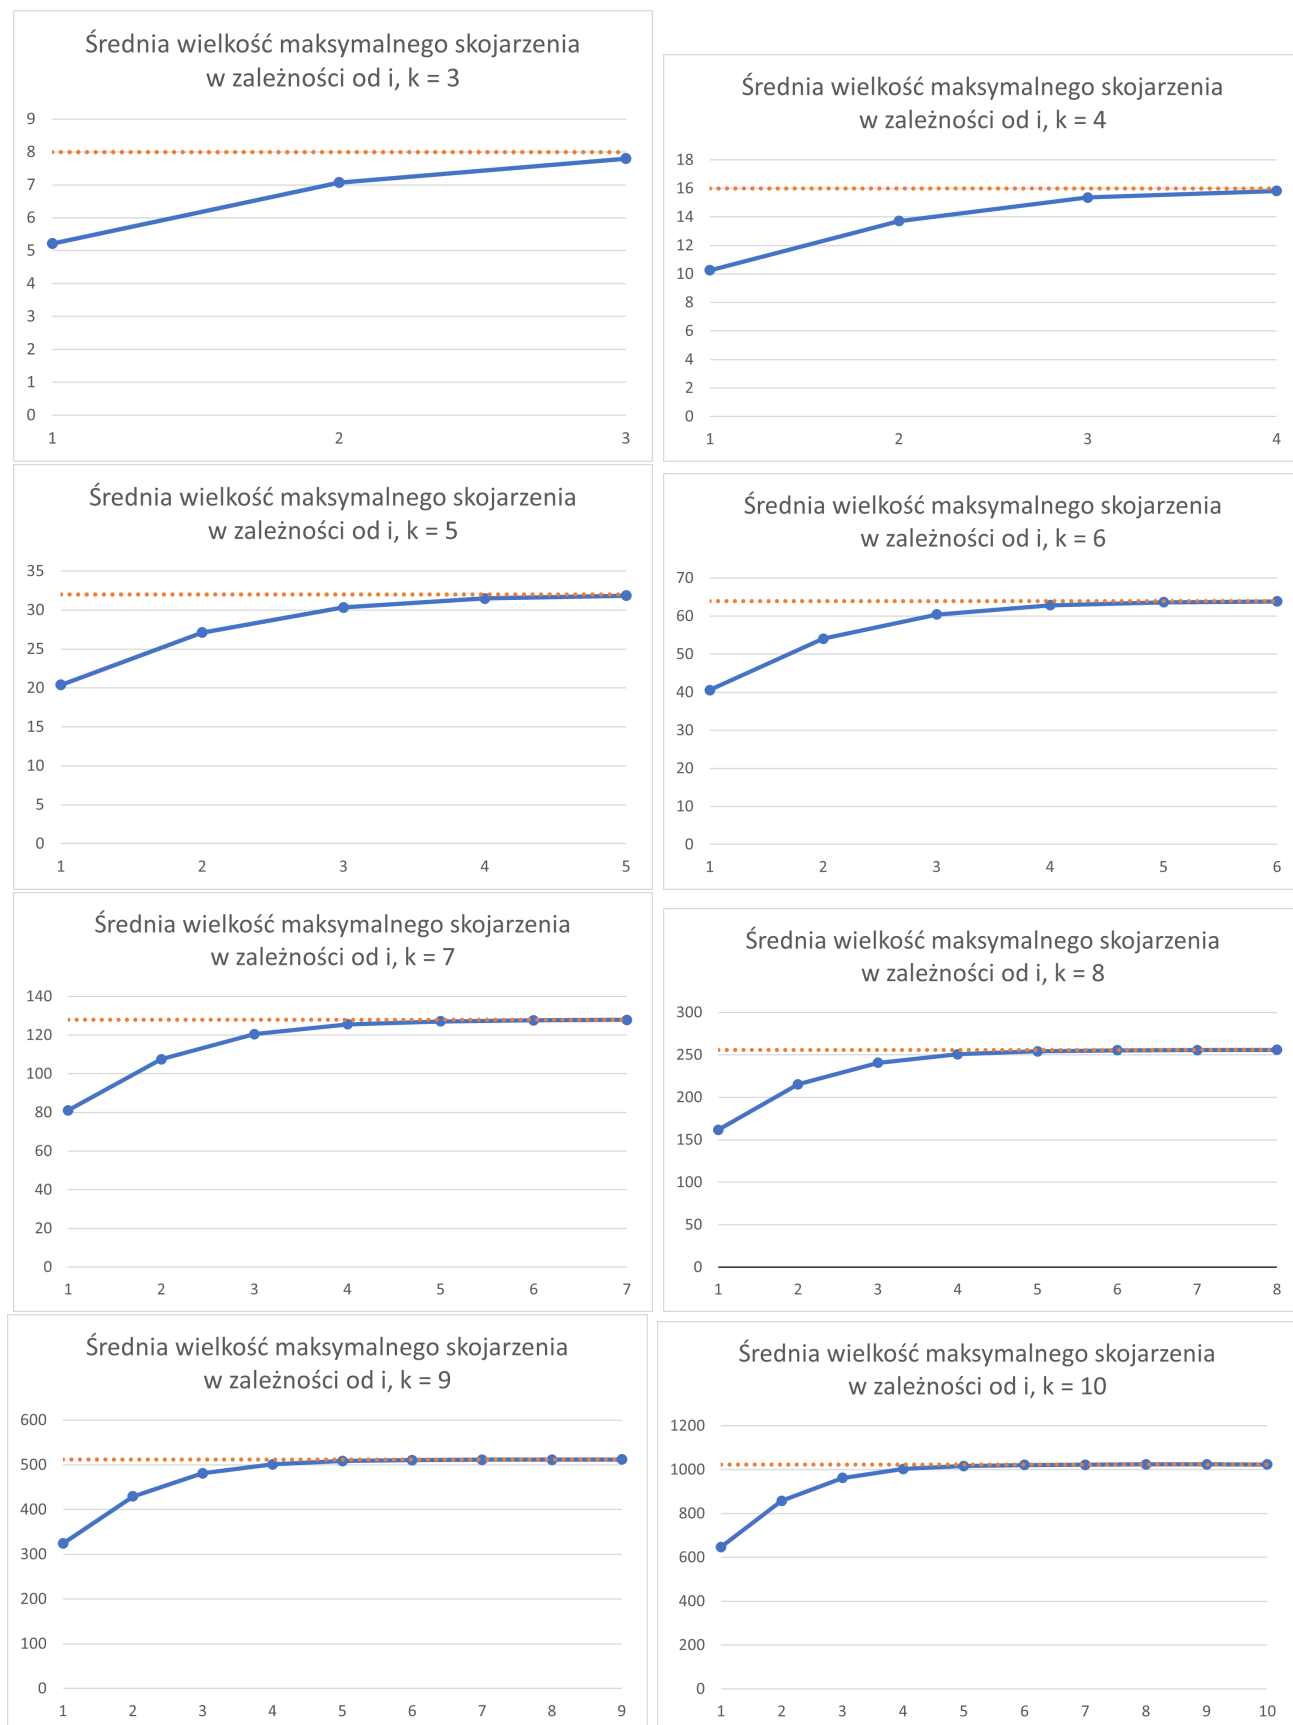 Średnia wielkość maksymalnego skojarzenia
w zależności od i, k = 3
9
8
7
6
5
4
3
2
1
0
1 2 3
Średnia wielkość maksymalnego skojarzenia
w zależności od i, k = 4
18
16
14
12
10
8
6
4
2
0
1 2 3 4
Średnia wielkość maksymalnego skojarzenia
w zależności od i, k = 5
35
30
25
20
15
10
5
0
1 2 3 4 5
Średnia wielkość maksymalnego skojarzenia
w zależności od i, k = 6
70
60
50
40
30
20
10
0
1 2 3 4 5 6
Średnia wielkość maksymalnego skojarzenia
w zależności od i, k = 7
140
120
100
80
60
40
20
0
1 2 3 4 5 6 7
Średnia wielkość maksymalnego skojarzenia
w zależności od i, k = 8
300
250
200
150
100
50
0
1 2 3 4 5 6 7 8
Średnia wielkość maksymalnego skojarzenia
w zależności od i, k = 9
600
500
400
300
200
100
0
1 2 3 4 5 6 7 8 9
Średnia wielkość maksymalnego skojarzenia
w zależności od i, k = 10
1200
1000
800
600
400
200
0
1 2 3 4 5 6 7 8 9 10